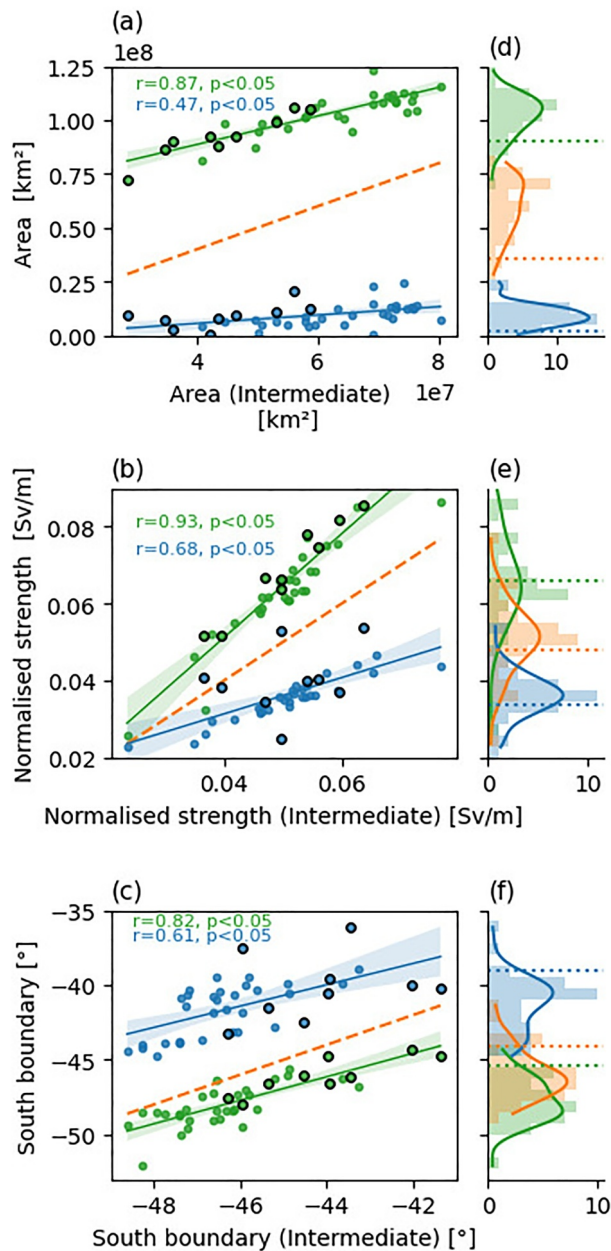 (a)
(d)
1e8
r=0.87, p<0.05
r=0.47, p<0.05
1.25
1.00
0.75
0.50
0.25
0.00
Area [km²]
4
6
8
1e7
Area (Intermediate)
[km²]
0
10
(b)
(e)
r=0.93, p<0.05
r=0.68, p<0.05
0.08
0.06
0.04
0.02
Normalised strength [Sv/m]
0.04
0.06
Normalised strength (Intermediate) [Sv/m]
0
10
(c)
(f)
r=0.82, p<0.05
r=0.61, p<0.05
−35
−40
−45
−50
South boundary [°]
−48
−46
−44
−42
South boundary (Intermediate) [°]
0
10